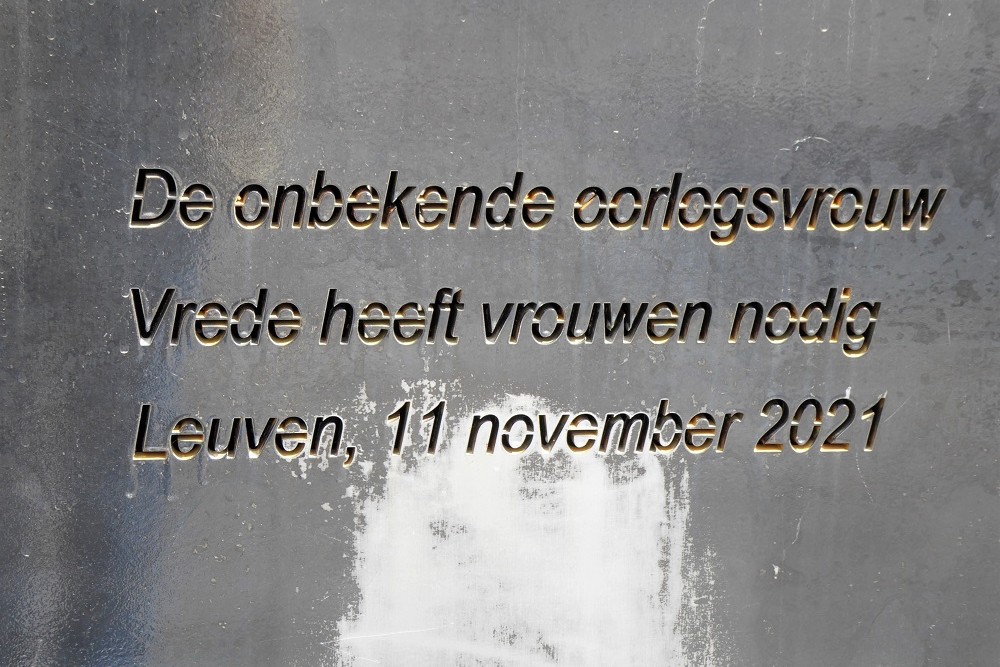 De onbekende oorlogsvrouw
Vrede heeft vrouwen nodig
Leuven, 11 november 2021